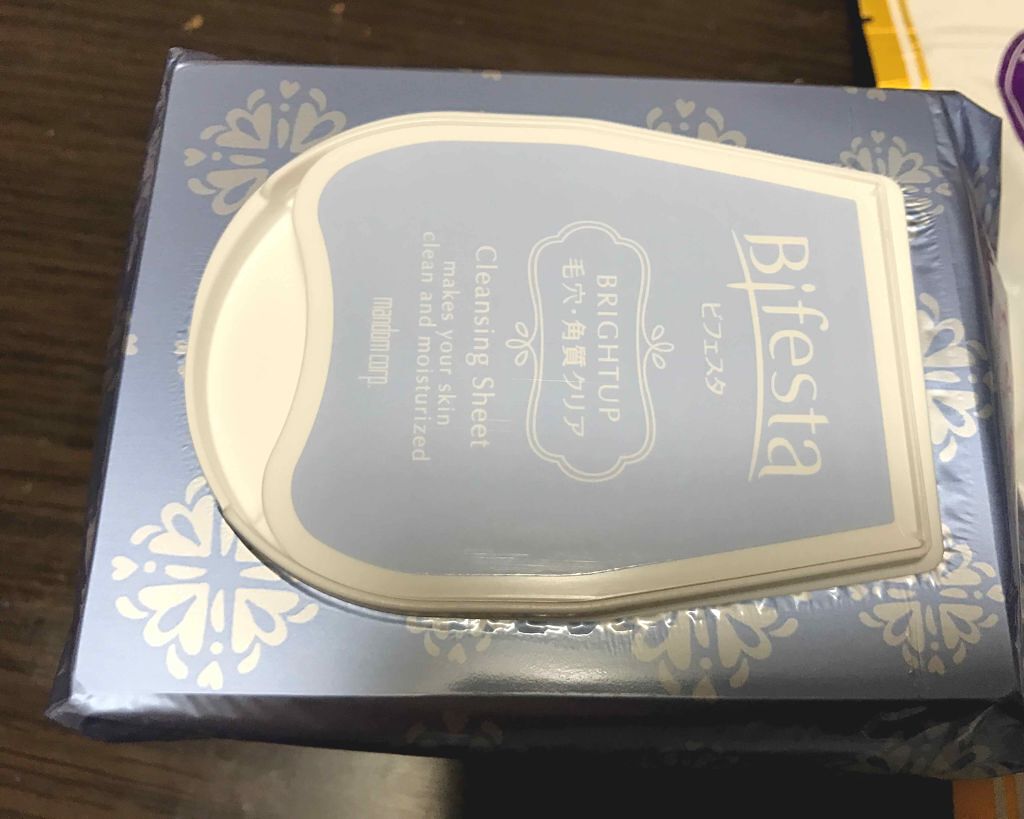 Bifesta
ビフェスタ
BRIGHTUP
毛穴・角質クリア
Cleansing Sheet
makes your skin
clean and moisturized
mandom corp.